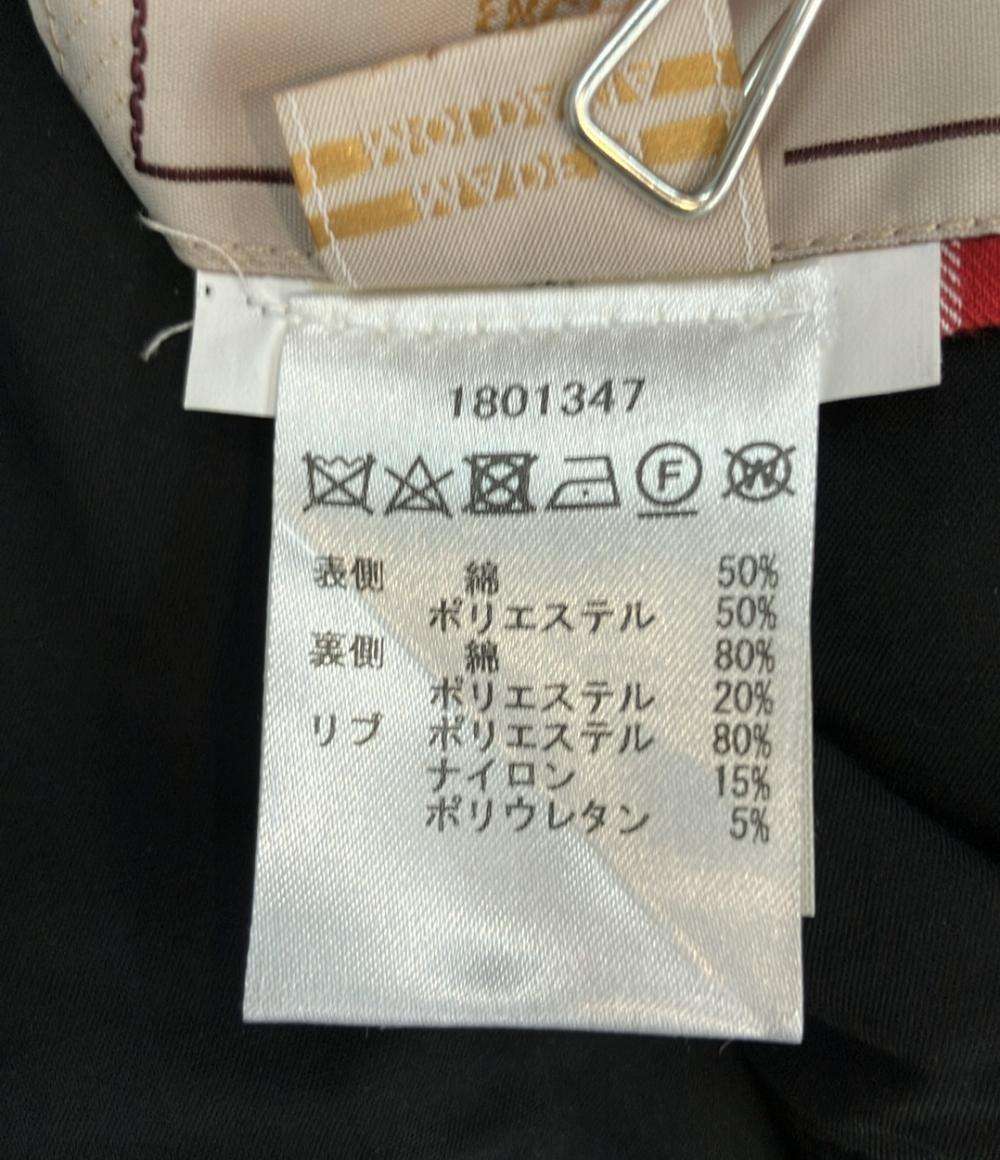 1801347
F
W
表側 綿 50%
ポリエステル 50%
裏側 綿 80%
ポリエステル 20%
リブ ポリエステル 80%
ナイロン 15%
ポリウレタン 5%